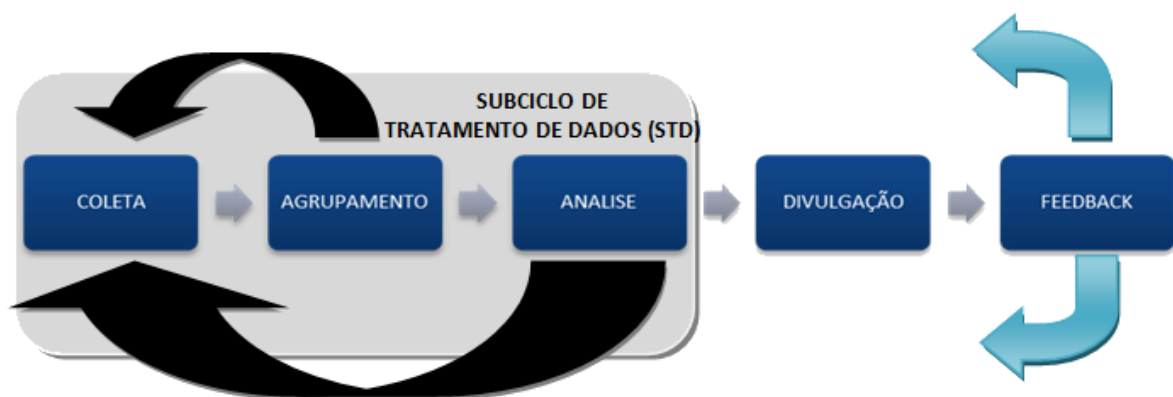 SUBCICLO DE
TRATAMENTO DE DADOS (STD)
COLETA
AGRUPAMENTO
ANALISE
DIVULGAÇÃO
FEEDBACK